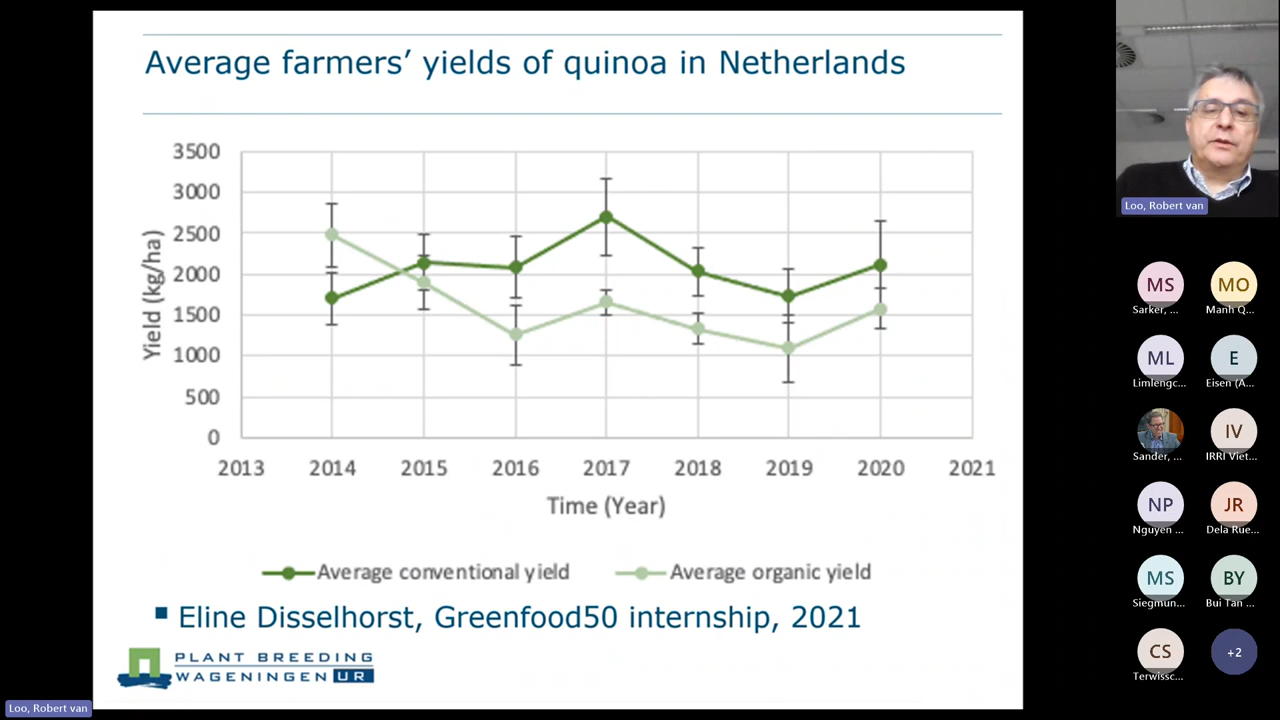 Average farmers' yields of quinoa in Netherlands
3500
3000
2500
2000
1500
1000
500
0
Yield (kg/ha)
2013 2014 2015 2016 2017 2018 2019 2020 2021
Time (Year)
Average conventional yield Average organic yield
Eline Disselhorst, Greenfood50 internship, 2021
PLANT BREEDING
WAGENINGEN UR
Loo, Robert van
Loo, Robert van
MS MO
Sarker, ... Manh Q...
ML E
Limlengc... Eisen (A...
IV
Sander, ... IRRI Viet...
NP JR
Nguyen ... Dela Rue...
MS BY
Siegmun... Bui Tan ...
CS +2
Terwissc...